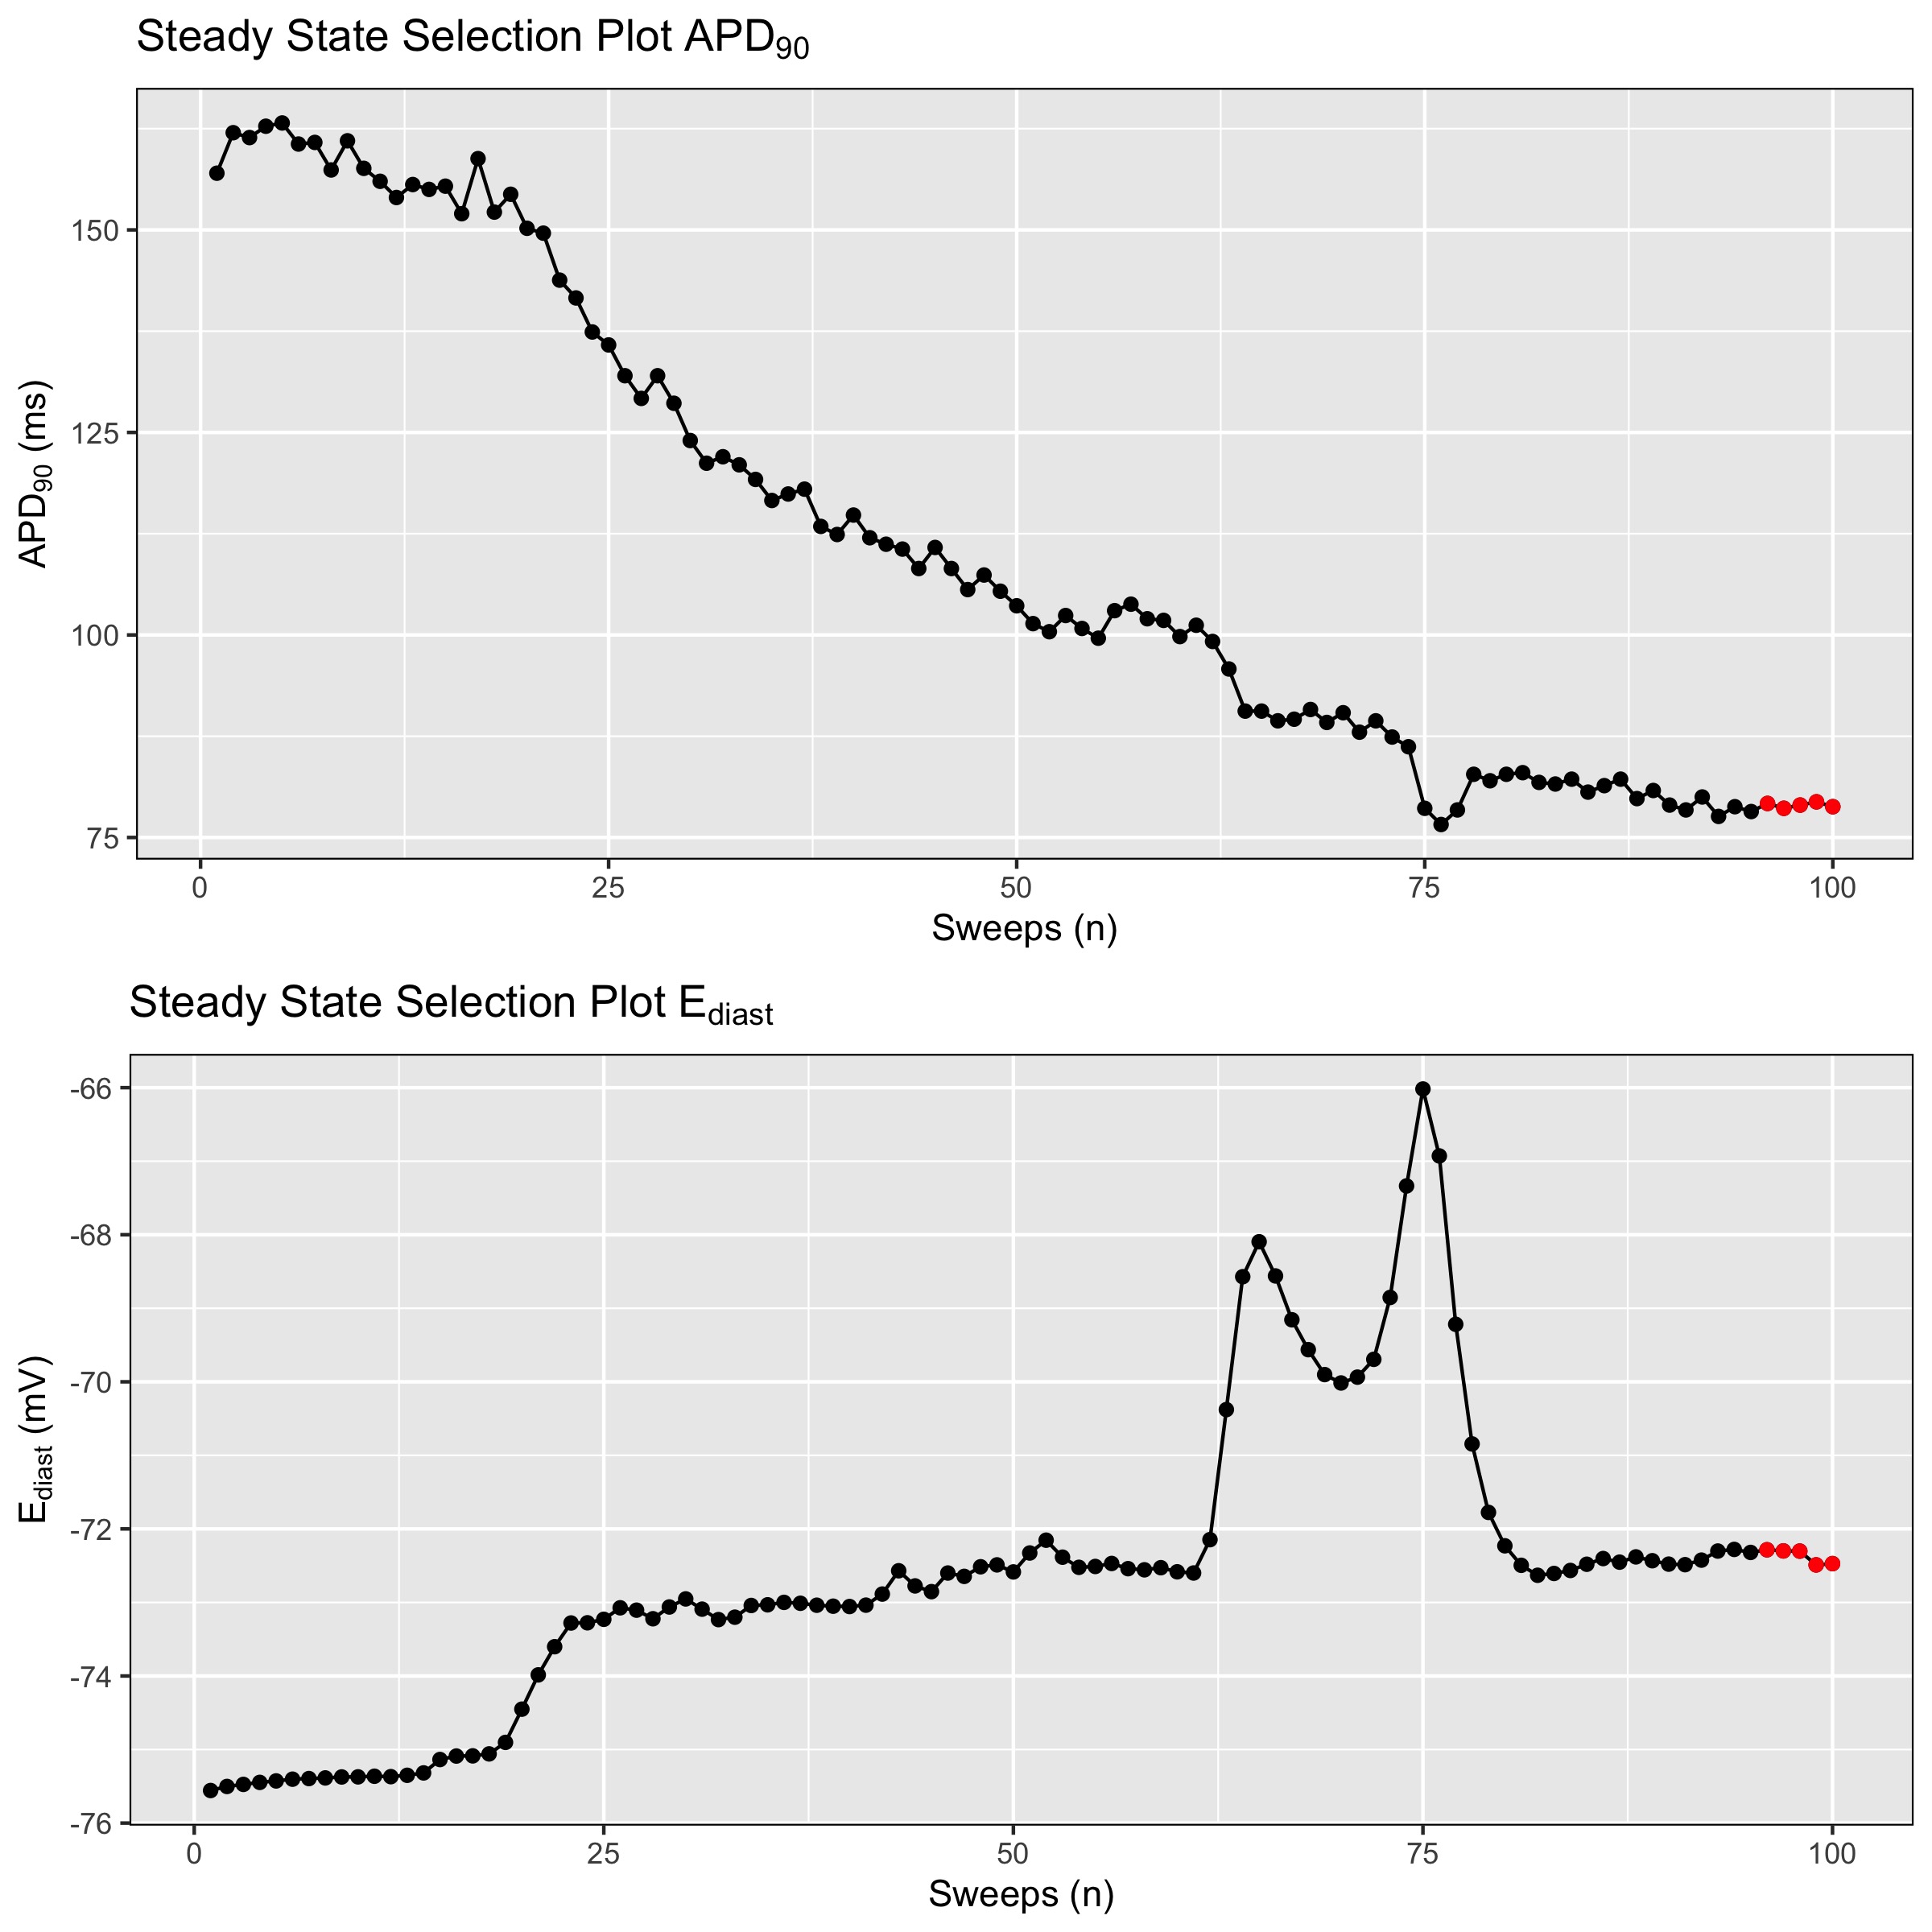 Steady State Selection Plot APD90
APD90 (ms)
150
125
100
75
0 25 50 75 100
Sweeps (n)
Steady State Selection Plot Ediast
Ediast (mV)
-66
-68
-70
-72
-74
-76
0 25 50 75 100
Sweeps (n)